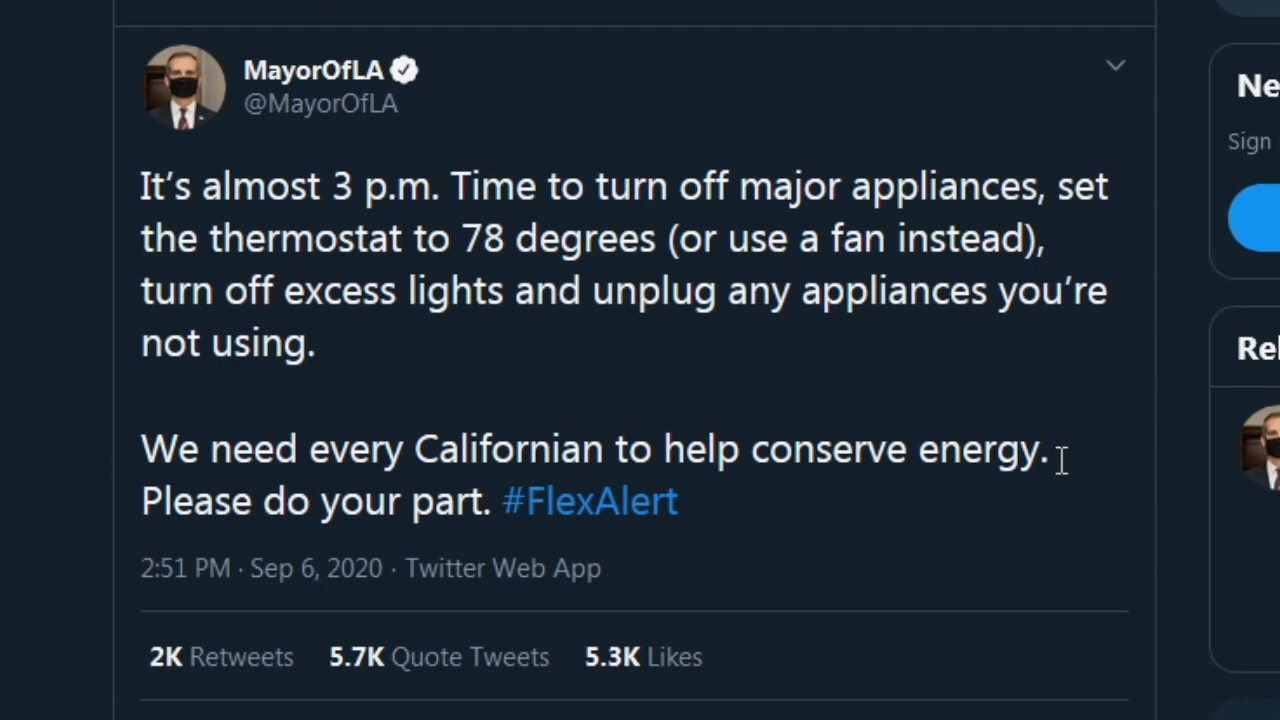 MayorOfLA
@MayorOfLA
It’s almost 3 p.m. Time to turn off major appliances, set
the thermostat to 78 degrees (or use a fan instead),
turn off excess lights and unplug any appliances you’re
not using.
We need every Californian to help conserve energy.
Please do your part. #FlexAlert
2:51 PM · Sep 6, 2020 · Twitter Web App
2K Retweets 5.7K Quote Tweets 5.3K Likes
Ne
Sign
Rel